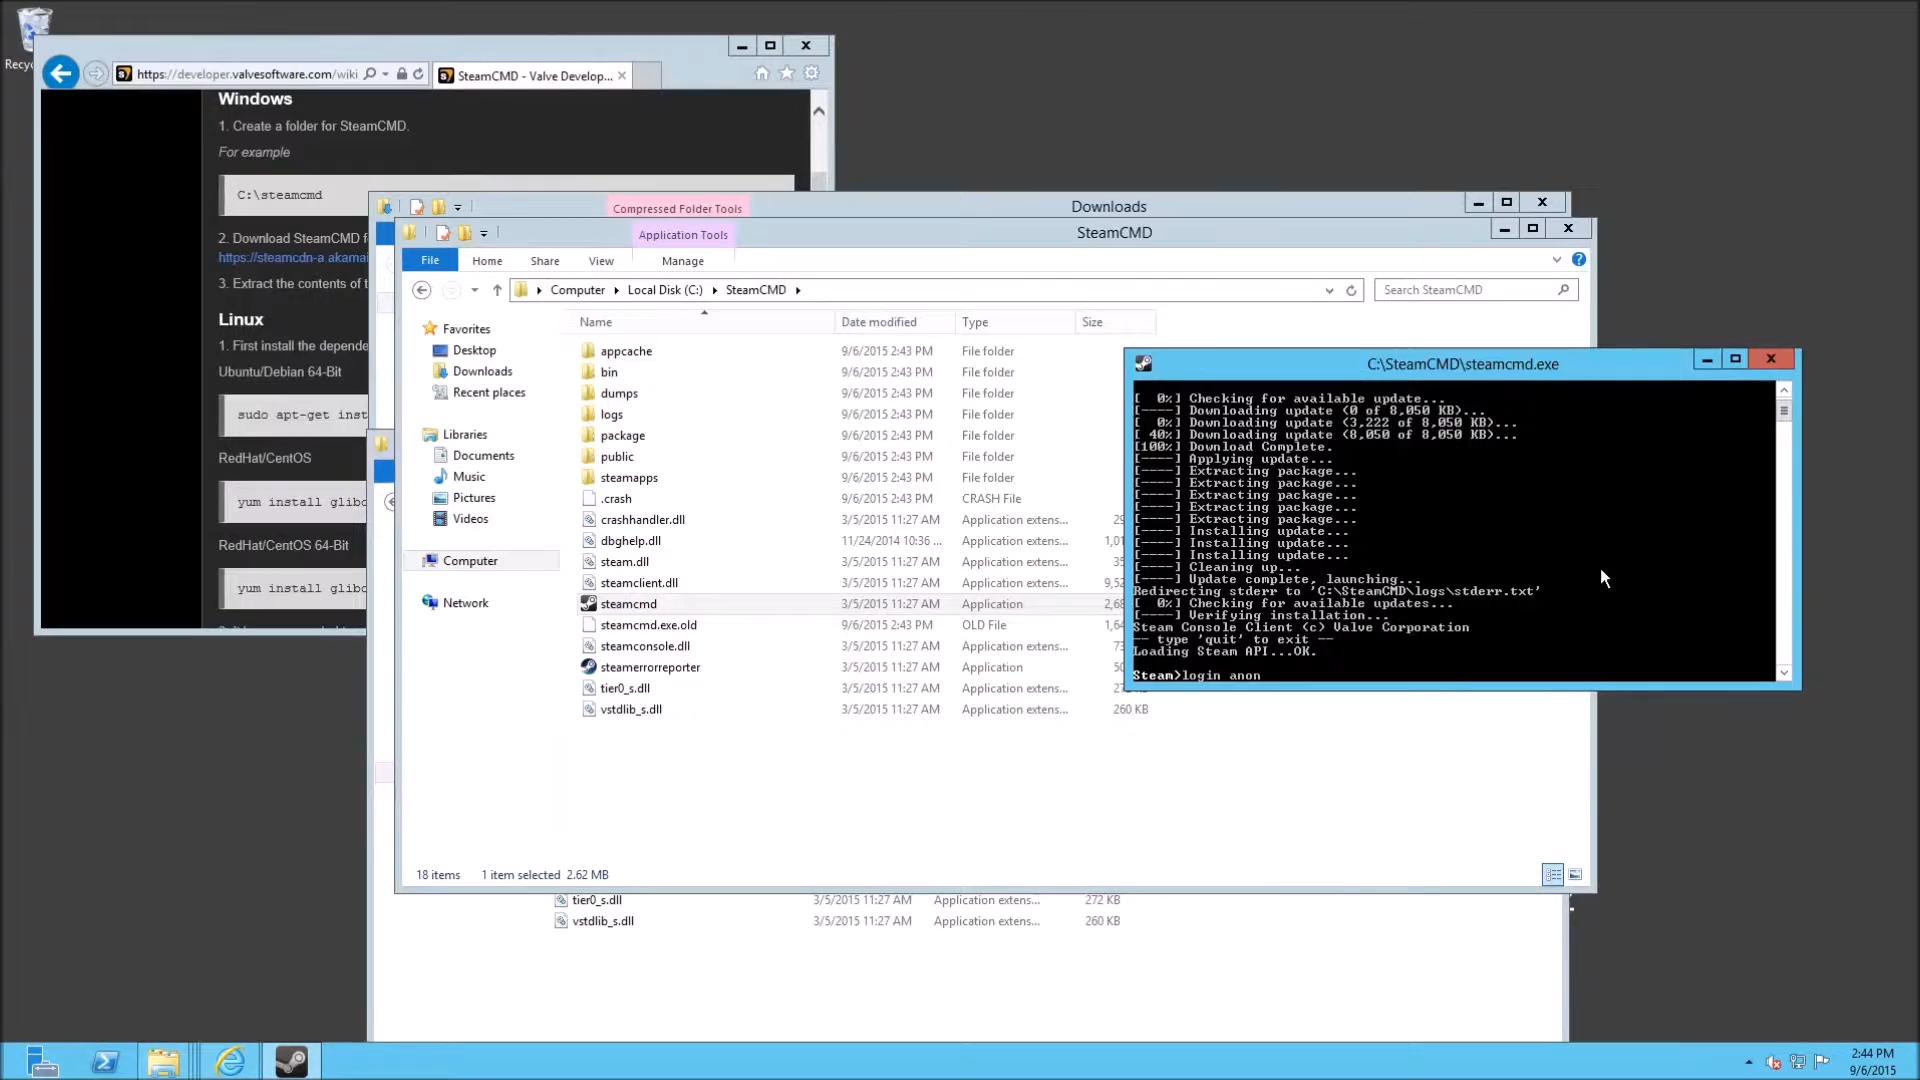 Recyc
https://developer.valvesoftware.com/wiki
SteamCMD - Valve Develop...
Windows
1. Create a folder for SteamCMD.
For example
C:\steamcmd
2. Download SteamCMD f
https://steamcdn-a.akamai
3. Extract the contents of t
Linux
1. First install the depende
Ubuntu/Debian 64-Bit
sudo apt-get inst
RedHat/CentOS
yum install glibc
RedHat/CentOS 64-Bit
yum install glibc
Compressed Folder Tools
Downloads
Application Tools
SteamCMD
File
Home
Share
View
Manage
Computer
Local Disk (C:)
SteamCMD
Search SteamCMD
Favorites
Desktop
Downloads
Recent places
Libraries
Documents
Music
Pictures
Videos
Computer
Network
Name Date modified Type Size
appcache 9/6/2015 2:43 PM File folder
bin 9/6/2015 2:43 PM File folder
dumps 9/6/2015 2:43 PM File folder
logs 9/6/2015 2:43 PM File folder
package 9/6/2015 2:43 PM File folder
public 9/6/2015 2:43 PM File folder
steamapps 9/6/2015 2:43 PM File folder
.crash 9/6/2015 2:43 PM CRASH File
crashhandler.dll 3/5/2015 11:27 AM Application extens...
dbghelp.dll 11/24/2014 10:36 ... Application extens... 1,01
steam.dll 3/5/2015 11:27 AM Application extens...
steamclient.dll 3/5/2015 11:27 AM Application extens... 9,52
steamcmd 3/5/2015 11:27 AM Application 2,68
steamcmd.exe.old 9/6/2015 2:43 PM OLD File 1,64
steamconsole.dll 3/5/2015 11:27 AM Application extens...
steamerrorreporter 3/5/2015 11:27 AM Application
tier0_s.dll 3/5/2015 11:27 AM Application extens...
vstdlib_s.dll 3/5/2015 11:27 AM Application extens... 260 KB
18 items 1 item selected 2.62 MB
tier0_s.dll 3/5/2015 11:27 AM Application extens... 272 KB
vstdlib_s.dll 3/5/2015 11:27 AM Application extens... 260 KB
C:\SteamCMD\steamcmd.exe
[  0%] Checking for available update...
[----] Downloading update (0 of 8,050 KB)...
[  0%] Downloading update (3,222 of 8,050 KB)...
[ 40%] Downloading update (8,050 of 8,050 KB)...
[100%] Download Complete.
[----] Applying update...
[----] Extracting package...
[----] Extracting package...
[----] Extracting package...
[----] Extracting package...
[----] Extracting package...
[----] Installing update...
[----] Installing update...
[----] Installing update...
[----] Cleaning up...
[----] Update complete, launching...
Redirecting stderr to 'C:\SteamCMD\logs\stderr.txt'
[  0%] Checking for available updates...
[----] Verifying installation...
Steam Console Client (c) Valve Corporation
-- type 'quit' to exit --
Loading Steam API...OK.
Steam>login anon
2:44 PM
9/6/2015